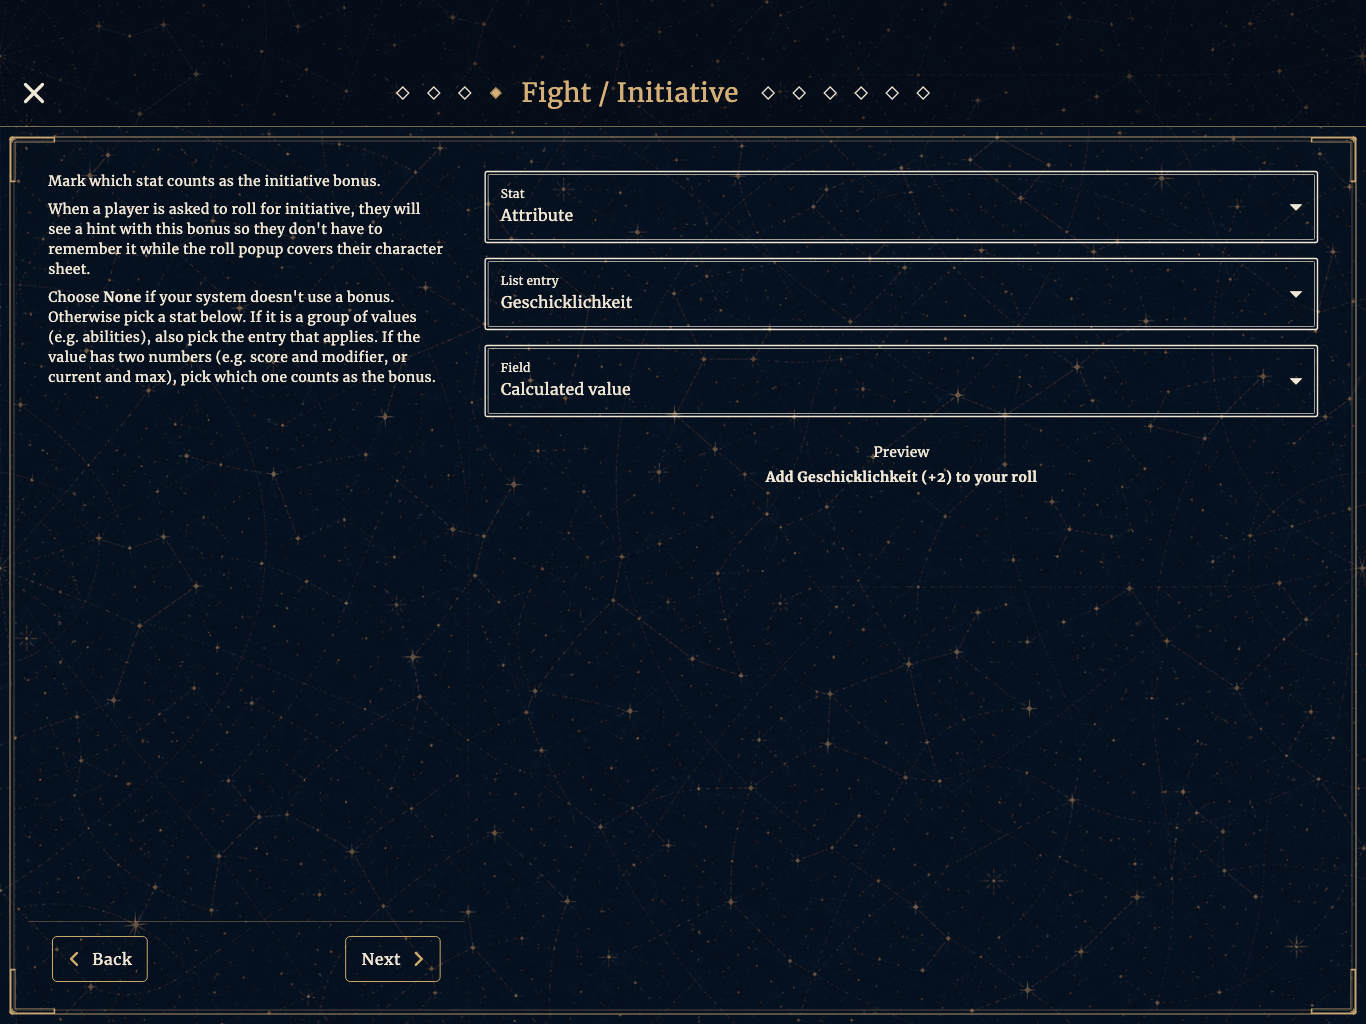 Fight / Initiative
Mark which stat counts as the initiative bonus.
When a player is asked to roll for initiative, they will
see a hint with this bonus so they don't have to
remember it while the roll popup covers their character
sheet.
Choose None if your system doesn't use a bonus.
Otherwise pick a stat below. If it is a group of values
(e.g. abilities), also pick the entry that applies. If the
value has two numbers (e.g. score and modifier, or
current and max), pick which one counts as the bonus.
Stat
Attribute
List entry
Geschicklichkeit
Field
Calculated value
Preview
Add Geschicklichkeit (+2) to your roll
Back
Next